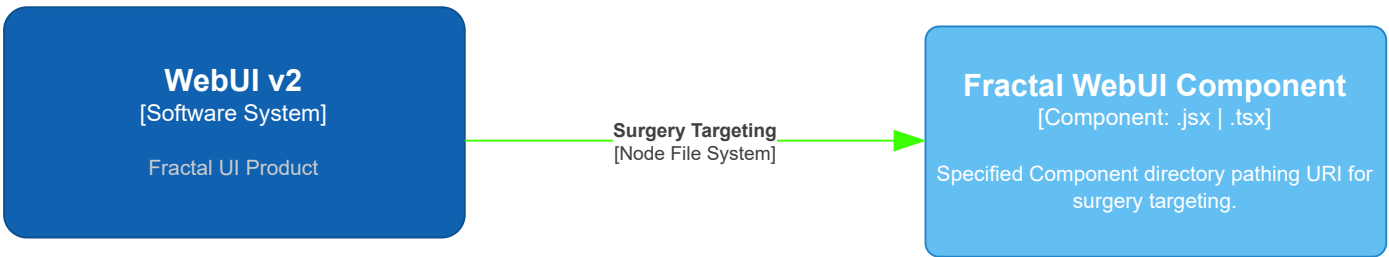 WebUI v2
[Software System]
Fractal UI Product
Surgery Targeting
[Node File System]
Fractal WebUI Component
[Component: .jsx | .tsx]
Specified Component directory pathing URI for
surgery targeting.